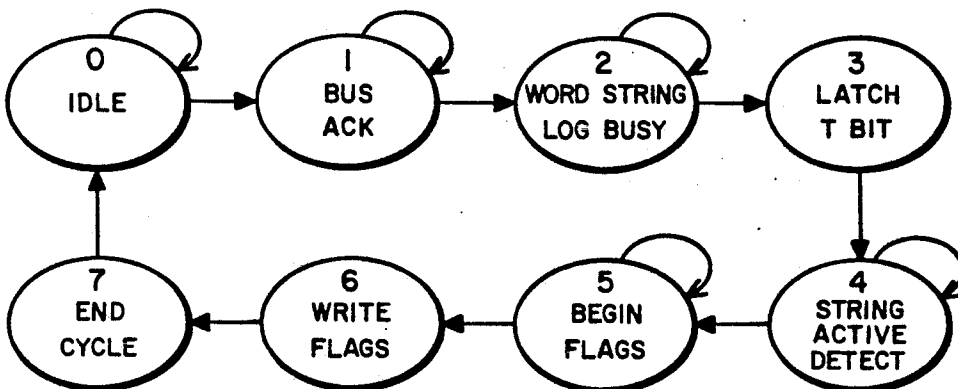 0
IDLE
1
BUS
ACK
2
WORD STRING
LOG BUSY
3
LATCH
T BIT
7
END
CYCLE
6
WRITE
FLAGS
5
BEGIN
FLAGS
4
STRING
ACTIVE
DETECT